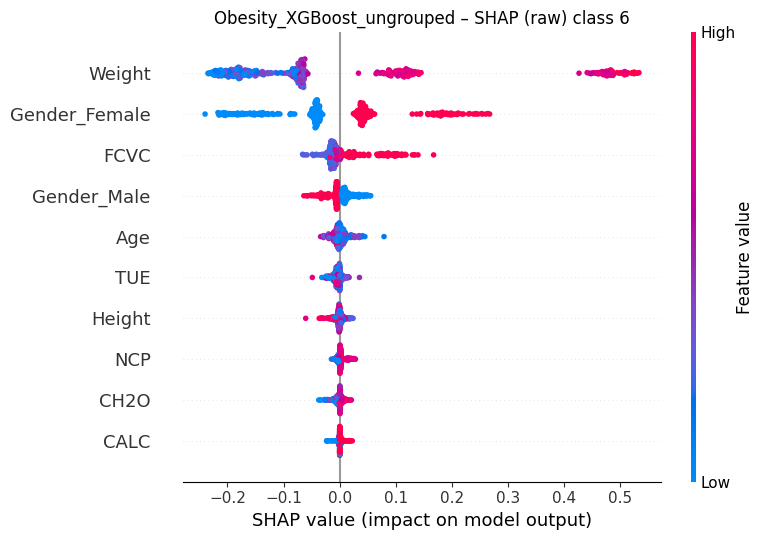 Obesity_XGBoost_ungrouped – SHAP (raw) class 6
High
Weight
Gender_Female
FCVC
Gender_Male
Age
TUE
Height
NCP
CH2O
CALC
Feature value
Low
−0.2 −0.1 0.0 0.1 0.2 0.3 0.4 0.5
SHAP value (impact on model output)